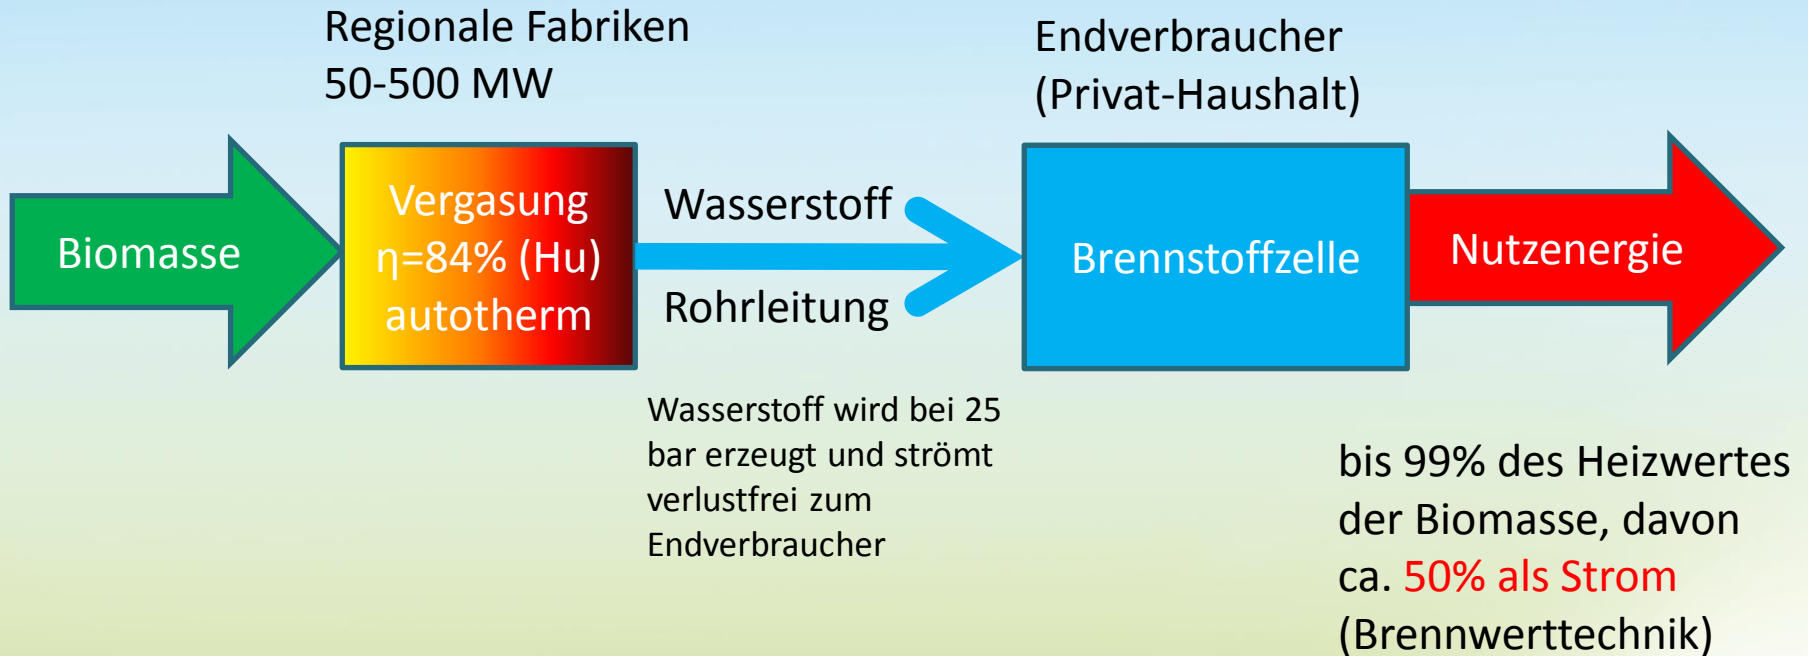 Regionale Fabriken
50-500 MW
Endverbraucher
(Privat-Haushalt)
Biomasse
Vergasung
η=84% (Hu)
autotherm
Wasserstoff
Rohrleitung
Brennstoffzelle
Nutzenergie
Wasserstoff wird bei 25
bar erzeugt und strömt
verlustfrei zum
Endverbraucher
bis 99% des Heizwertes
der Biomasse, davon
ca. 50% als Strom
(Brennwerttechnik)